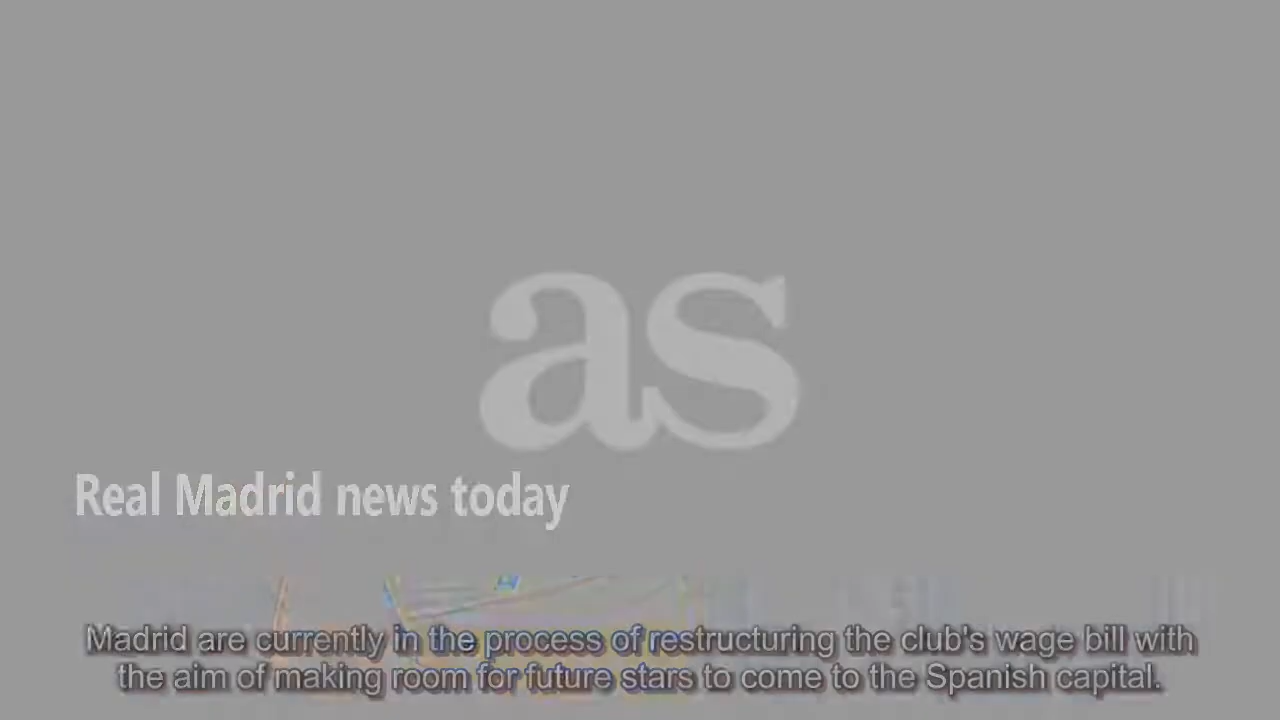 as
Real Madrid news today
Madrid are currently in the process of restructuring the club's wage bill with
the aim of making room for future stars to come to the Spanish capital.